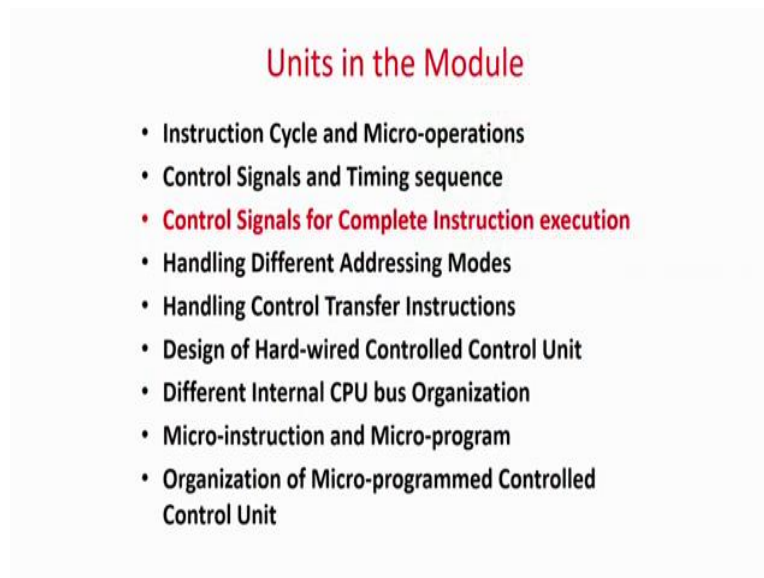 Units in the Module
• Instruction Cycle and Micro-operations
• Control Signals and Timing sequence
• Control Signals for Complete Instruction execution
• Handling Different Addressing Modes
• Handling Control Transfer Instructions
• Design of Hard-wired Controlled Control Unit
• Different Internal CPU bus Organization
• Micro-instruction and Micro-program
• Organization of Micro-programmed Controlled
Control Unit